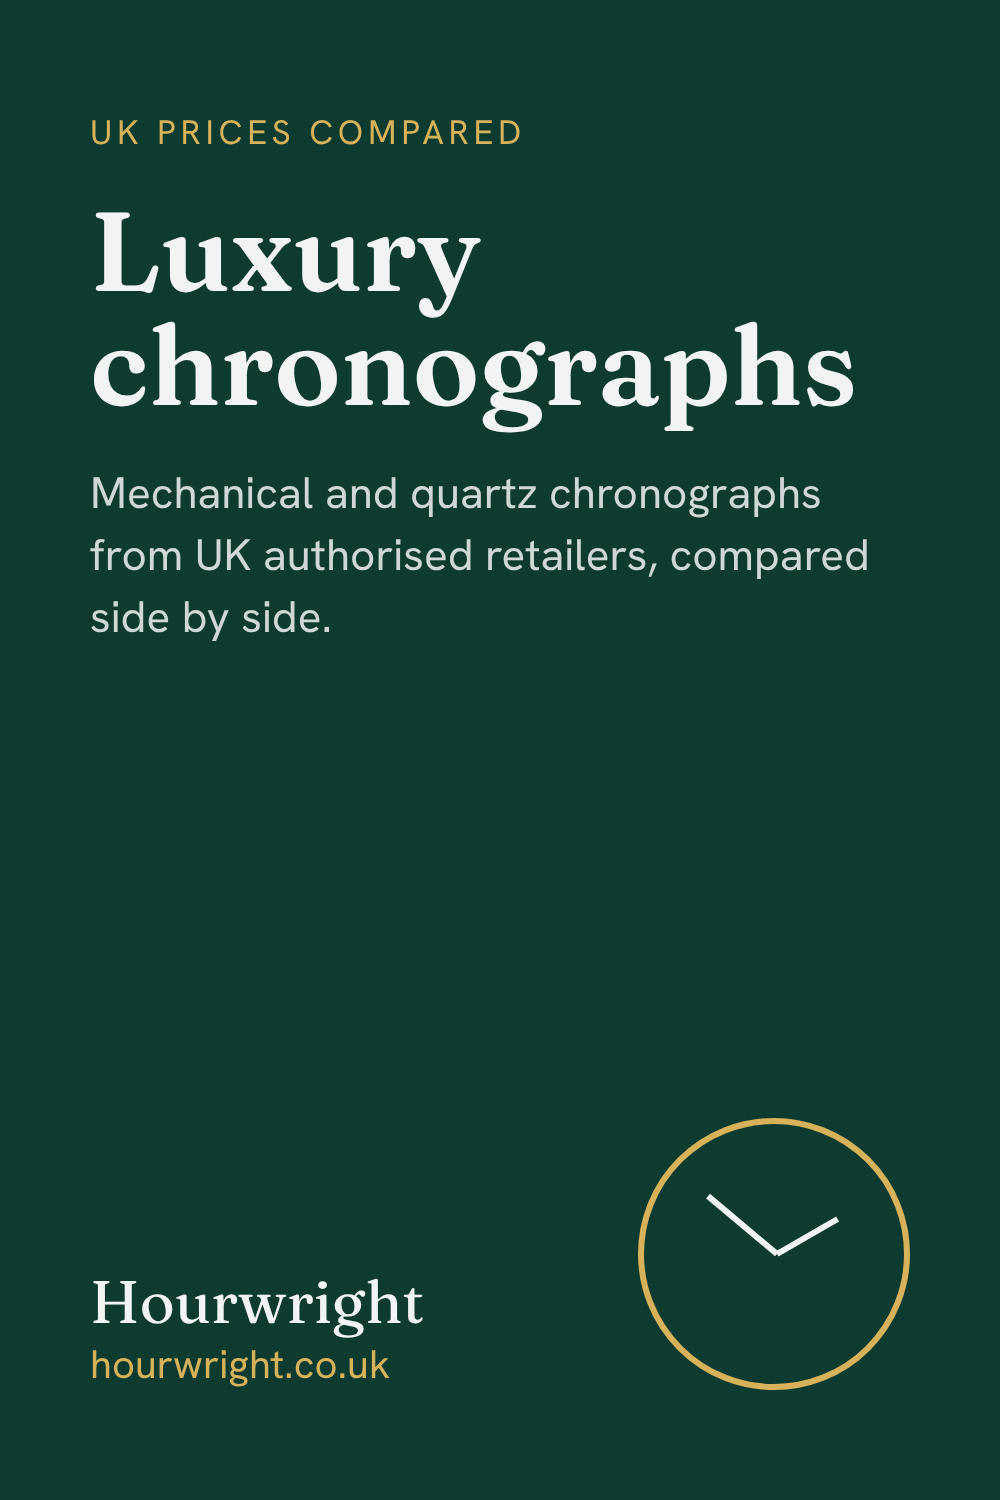 UK PRICES COMPARED
Luxury
chronographs
Mechanical and quartz chronographs
from UK authorised retailers, compared
side by side.
Hourwright
hourwright.co.uk